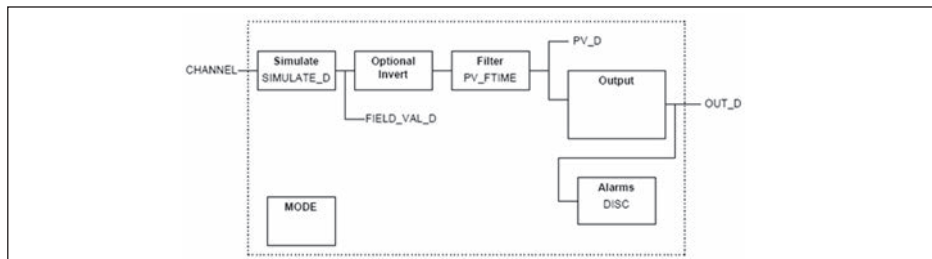 CHANNEL
Simulate
SIMULATE_D
Optional
Invert
Filter
PV_FTIME
PV_D
Output
OUT_D
FIELD_VAL_D
Alarms
DISC
MODE